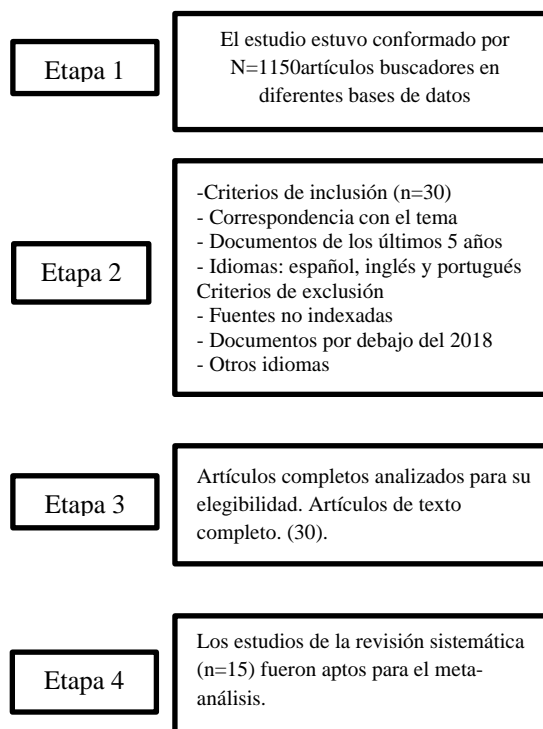 Etapa 1
El estudio estuvo conformado por
N=1150artículos buscadores en
diferentes bases de datos
Etapa 2
-Criterios de inclusión (n=30)
- Correspondencia con el tema
- Documentos de los últimos 5 años
- Idiomas: español, inglés y portugués
Criterios de exclusión
- Fuentes no indexadas
- Documentos por debajo del 2018
- Otros idiomas
Etapa 3
Artículos completos analizados para su
elegibilidad. Artículos de texto
completo. (30).
Etapa 4
Los estudios de la revisión sistemática
(n=15) fueron aptos para el meta-
análisis.